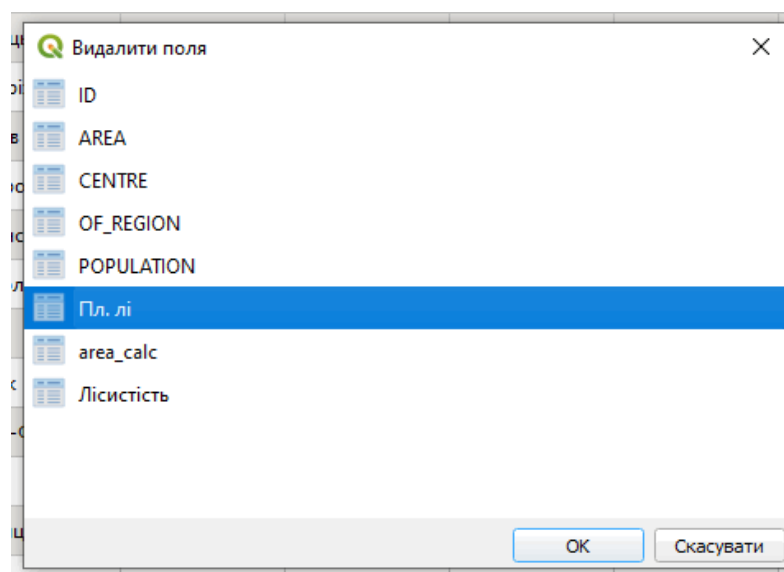 Видалити поля
ID
AREA
CENTRE
OF_REGION
POPULATION
Пл. лі
area_calc
Лісистість
OK
Скасувати